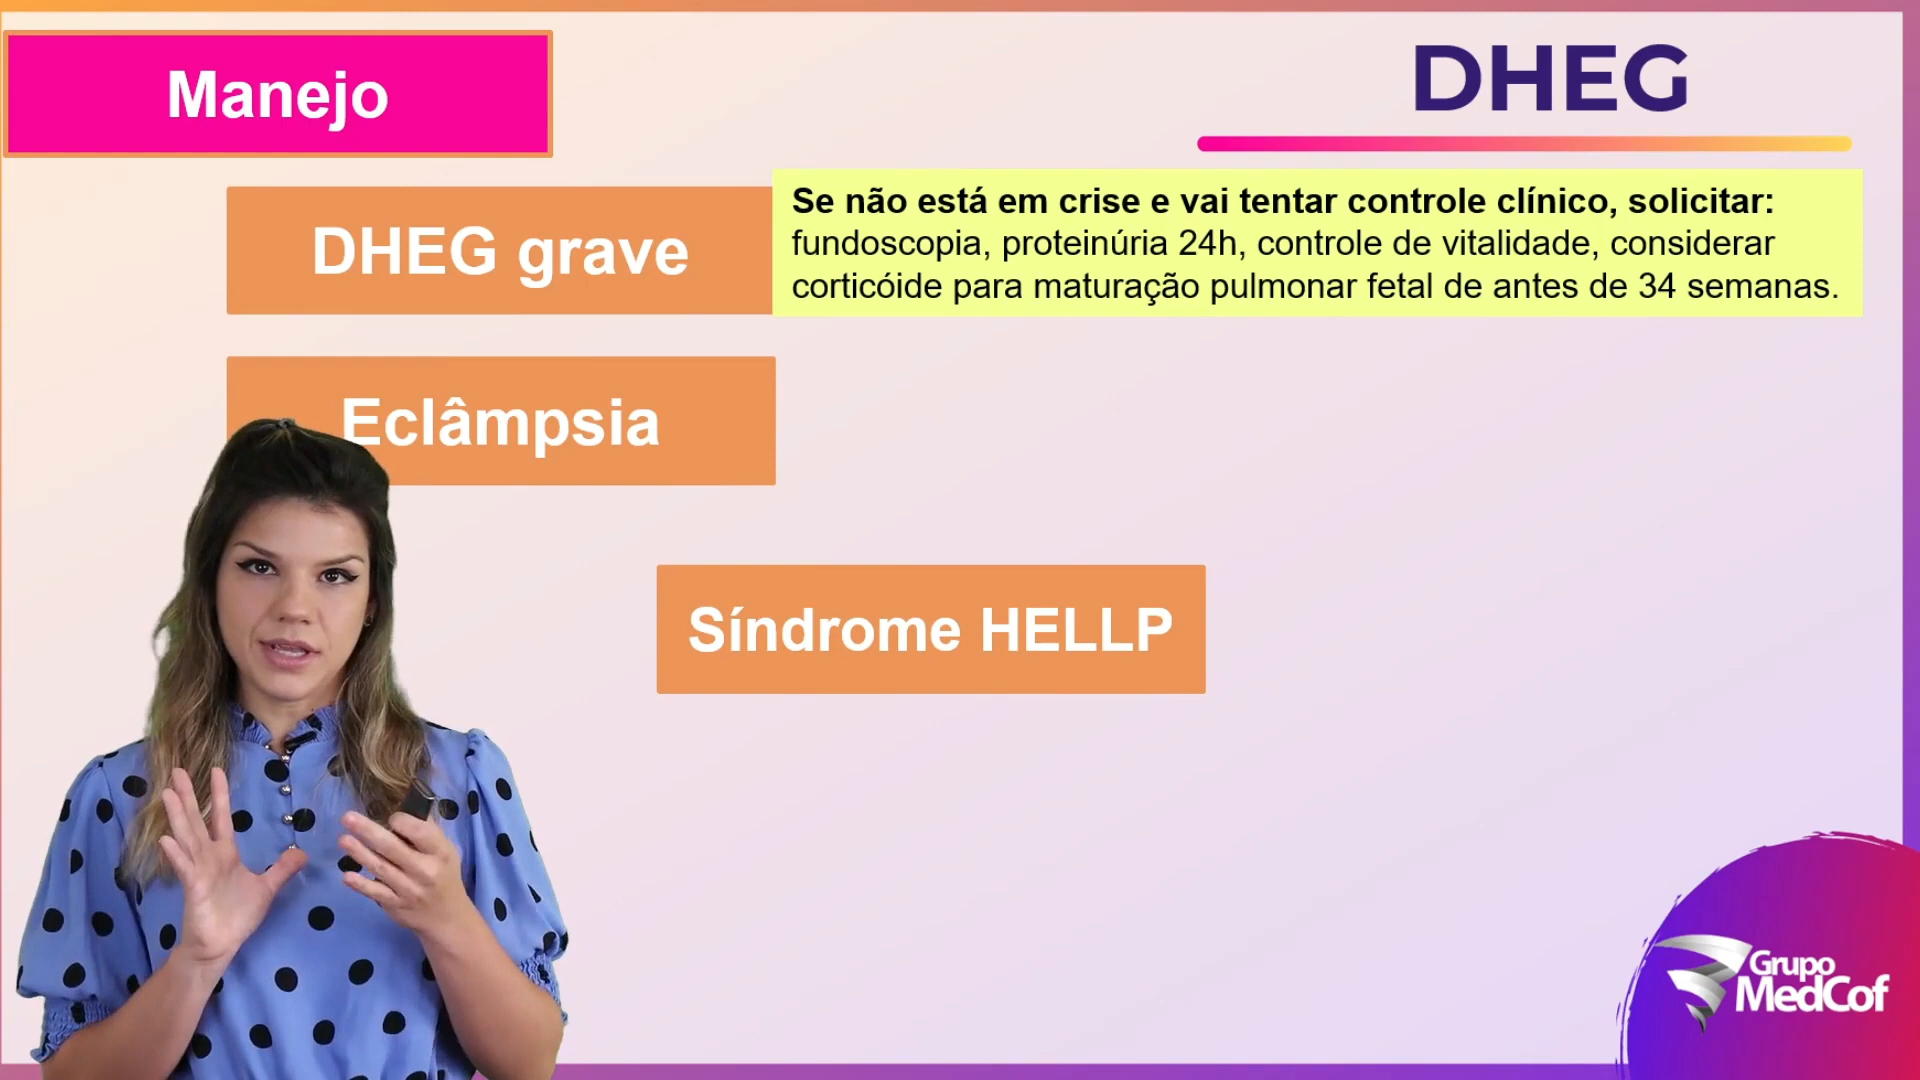 Manejo
DHEG
DHEG grave
Se não está em crise e vai tentar controle clínico, solicitar:
fundoscopia, proteinúria 24h, controle de vitalidade, considerar
corticóide para maturação pulmonar fetal de antes de 34 semanas.
Eclâmpsia
Síndrome HELLP
Grupo
MedCof